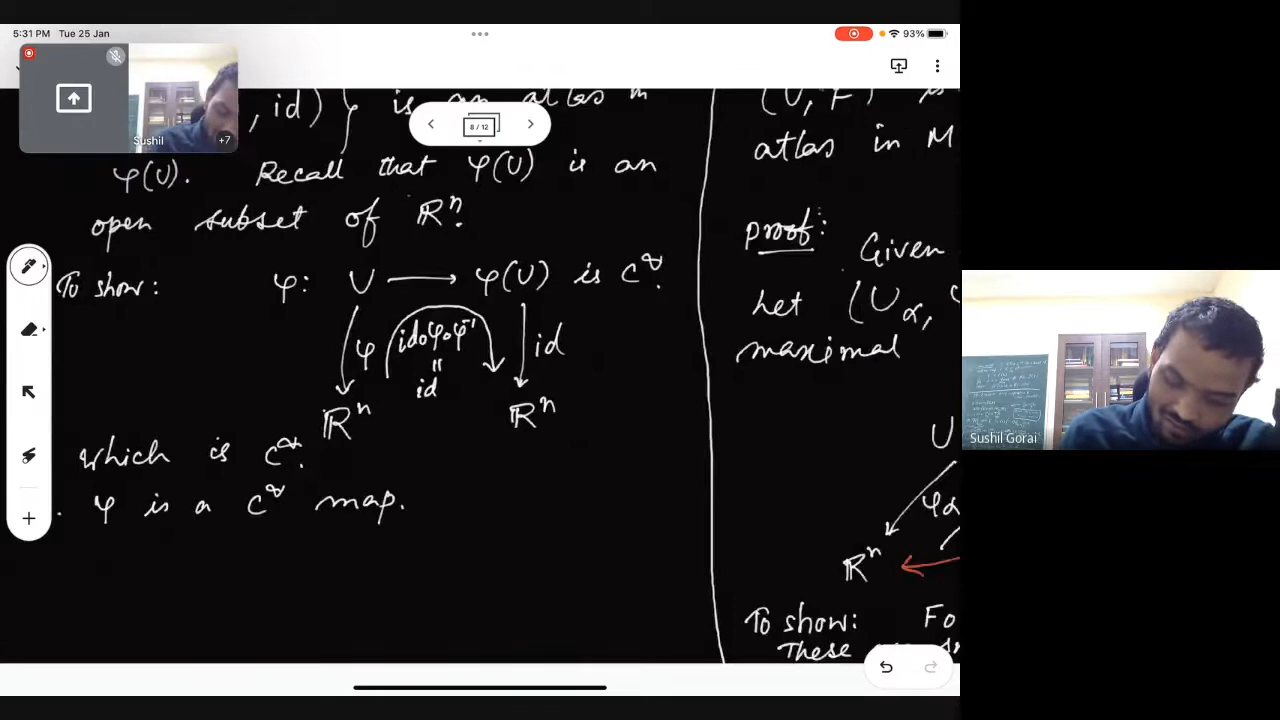 5:31 PM Tue 25 Jan
93%
Sushil
+7
8 / 12
, id) } is an atlas in
φ(U). Recall that φ(U) is an
open subset of ℝⁿ.
To show: φ: U ⟶ φ(U) is C^∞.
φ id∘φ∘φ⁻¹ id
=
id
ℝⁿ ℝⁿ
which is C^∞.
. φ is a C^∞ map.
(U, F) is
atlas in M
proof: Given
Let (U_α,
maximal
U
φα
ℝⁿ
To show: Fo
These
Sushil Gorai